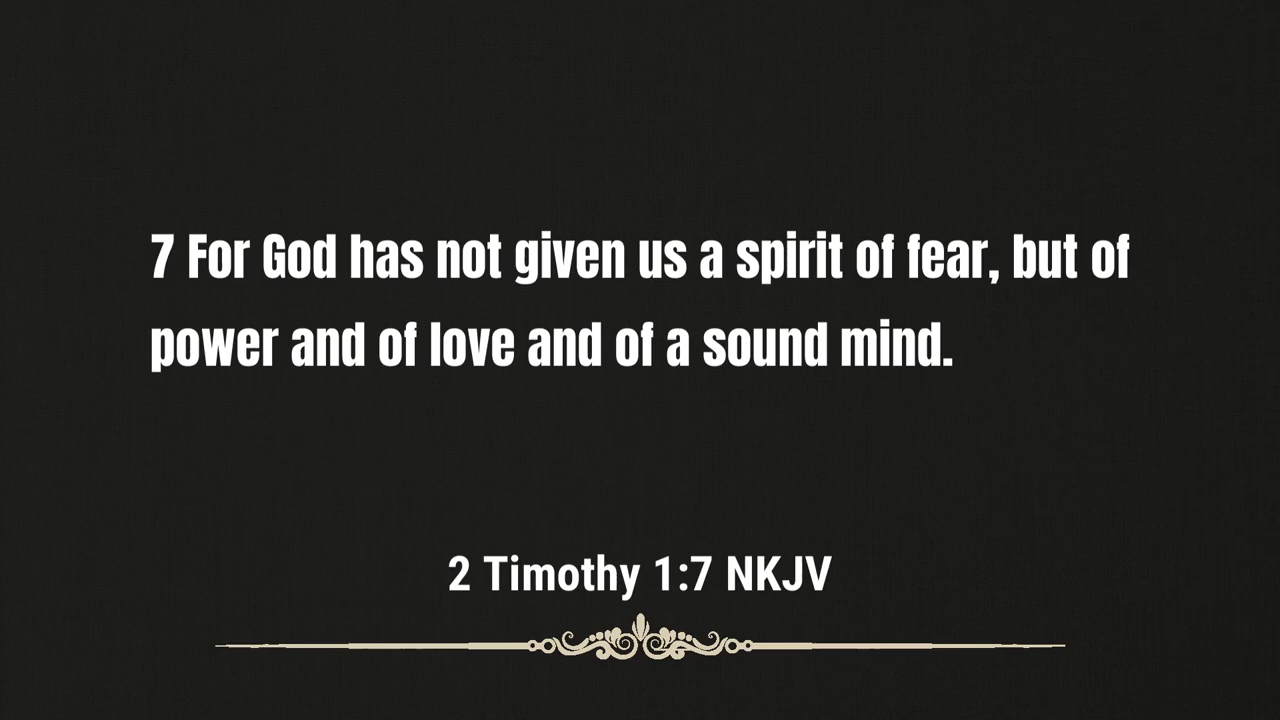 7 For God has not given us a spirit of fear, but of
power and of love and of a sound mind.
2 Timothy 1:7 NKJV